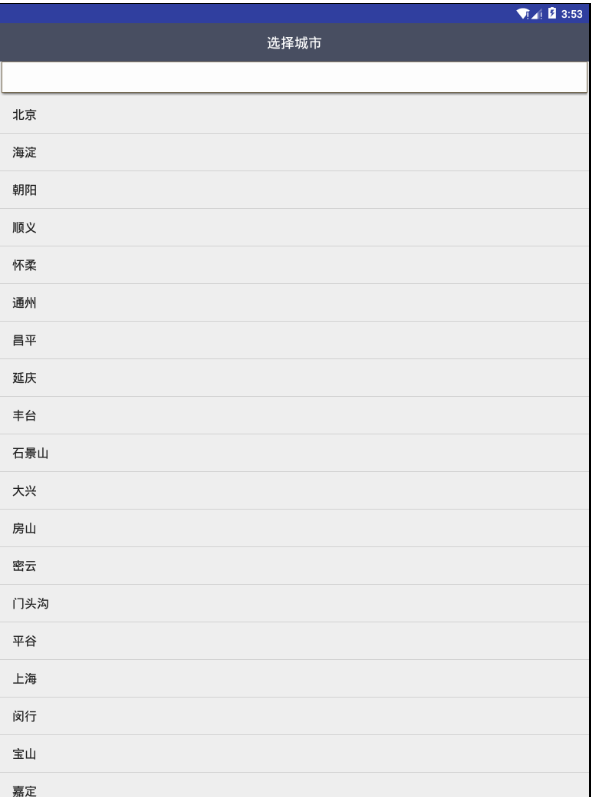 3:53
选择城市
北京
海淀
朝阳
顺义
怀柔
通州
昌平
延庆
丰台
石景山
大兴
房山
密云
门头沟
平谷
上海
闵行
宝山
嘉定